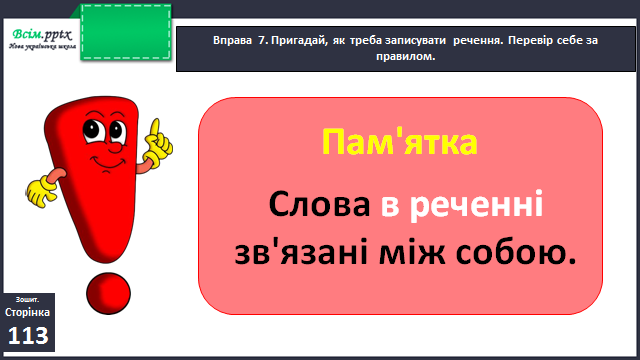 Всім.pptx
Нова українська школа
Вправа 7. Пригадай, як треба записувати речення. Перевір себе за
правилом.
Пам'ятка
Слова в реченні
зв'язані між собою.
Зошит.
Сторінка
113